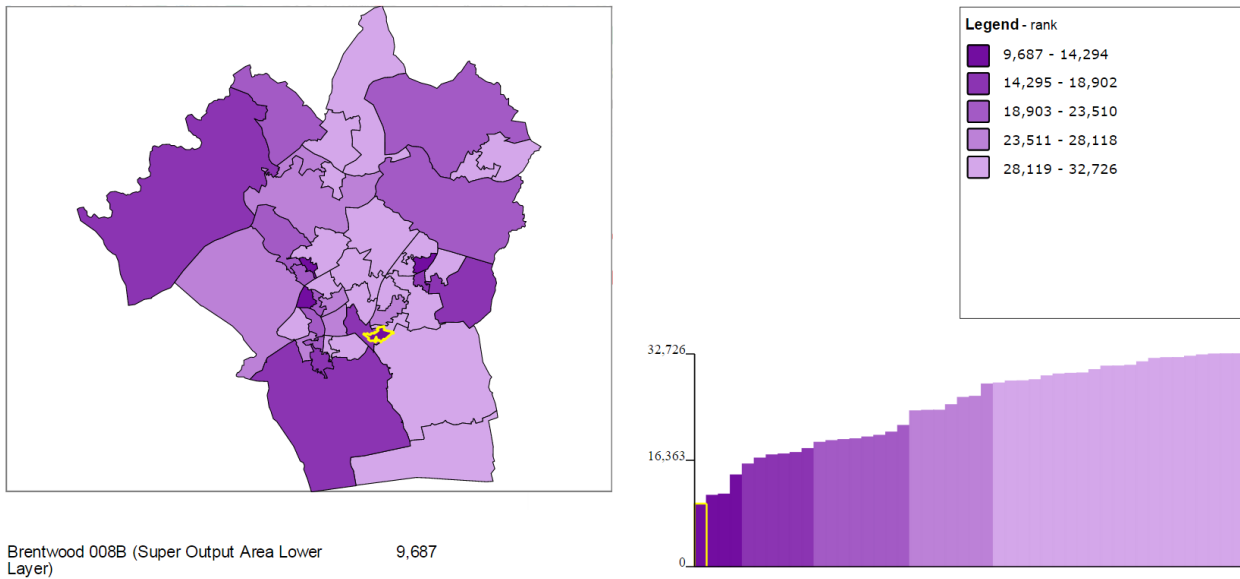 Legend - rank
9,687 - 14,294
14,295 - 18,902
18,903 - 23,510
23,511 - 28,118
28,119 - 32,726
32,726
16,363
0
Brentwood 008B (Super Output Area Lower
Layer)
9,687